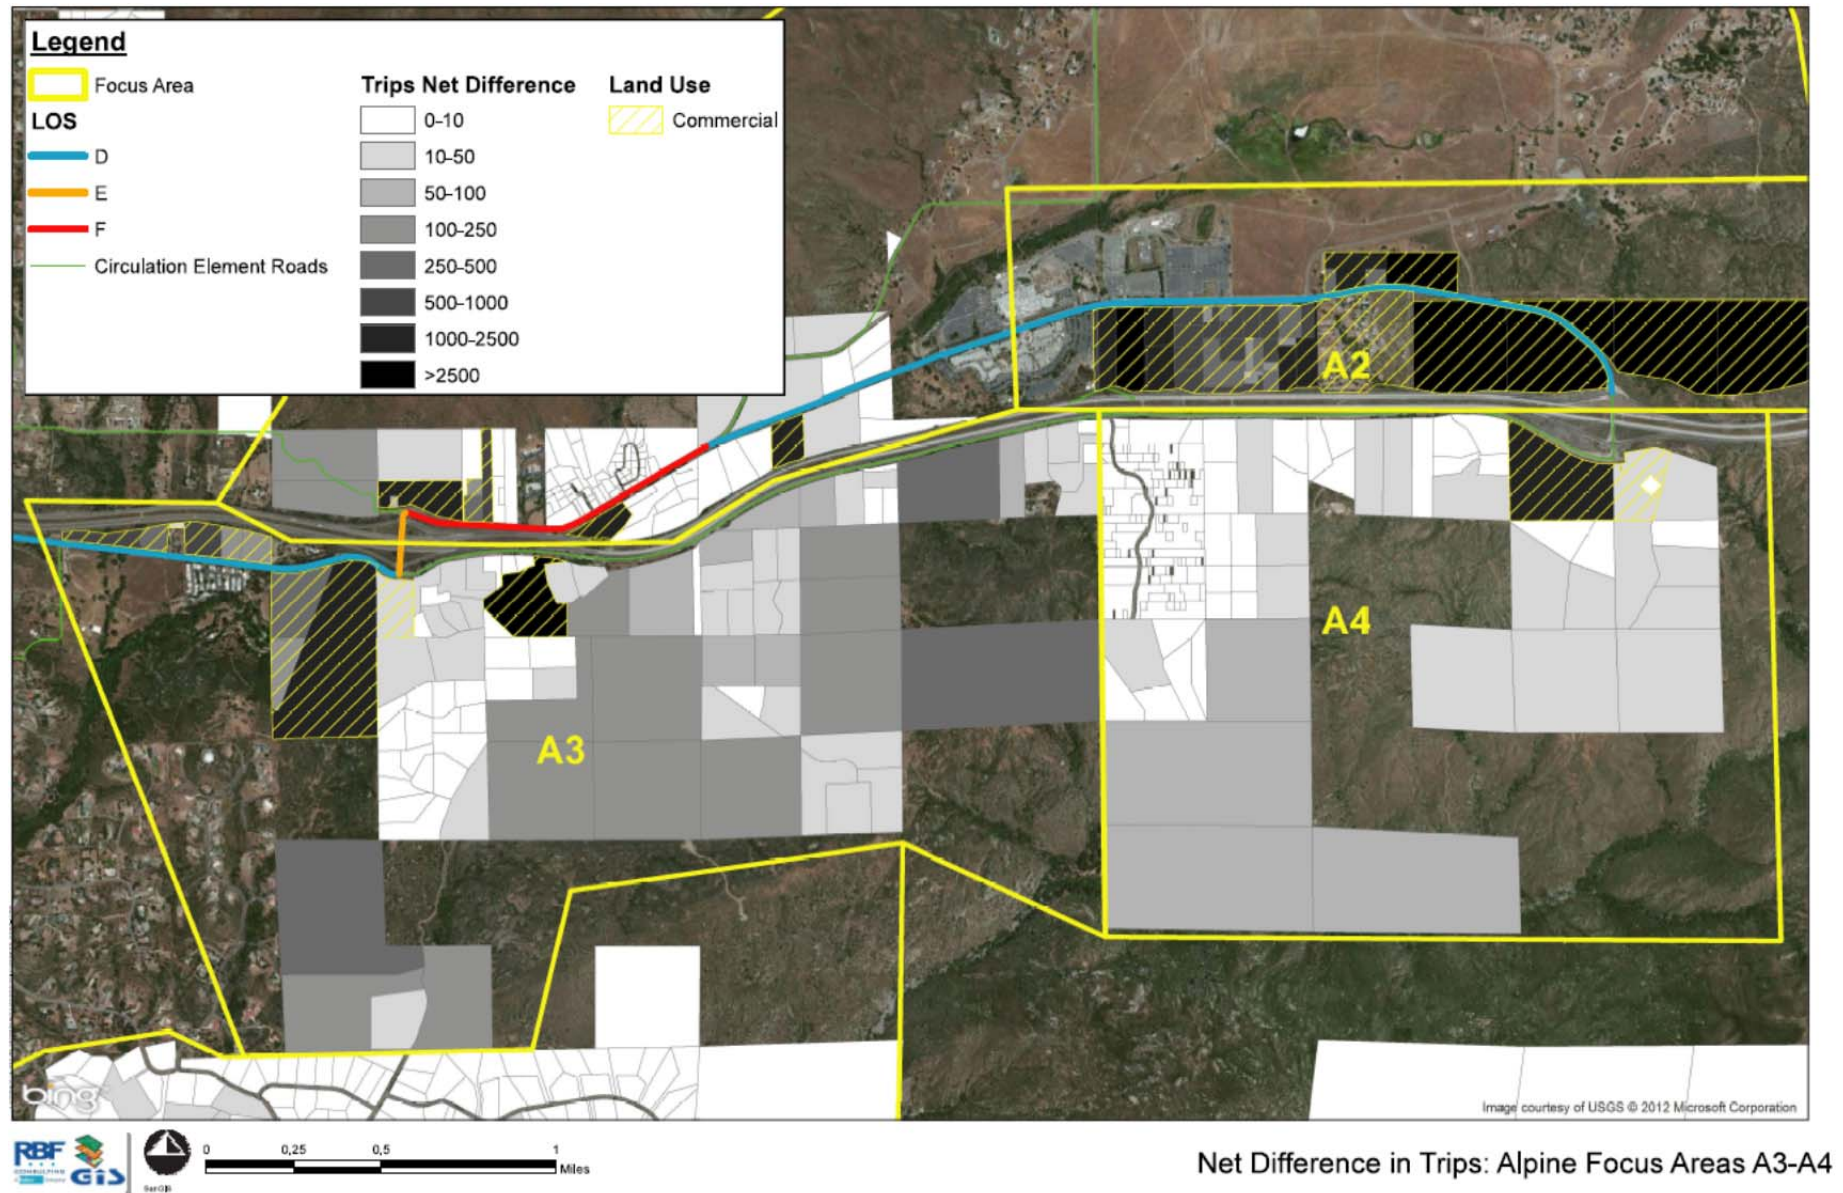 Legend
Focus Area
LOS
D
E
F
Circulation Element Roads
Trips Net Difference
0-10
10-50
50-100
100-250
250-500
500-1000
1000-2500
>2500
Land Use
Commercial
A2
A4
A3
bing
Image courtesy of USGS © 2012 Microsoft Corporation
RBF
CONSULTING
GIS
SanGIS
0 0,25 0,5 1
Miles
Net Difference in Trips: Alpine Focus Areas A3-A4